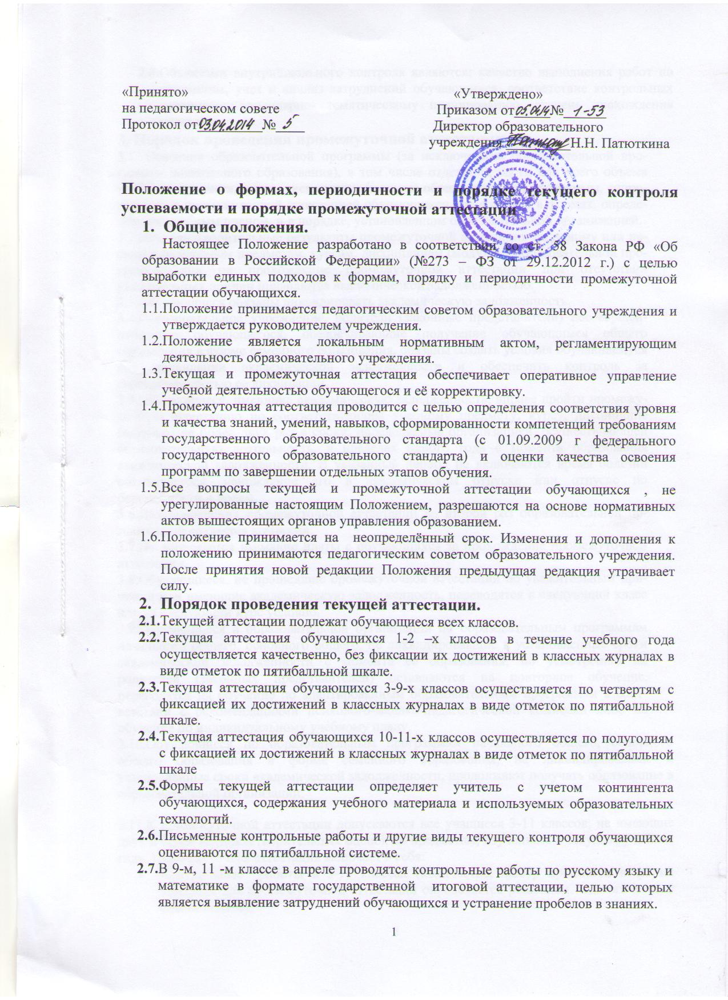 «Принято»
на педагогическом совете
Протокол от 03.04.2014 № 5
«Утверждено»
Приказом от 05.04.14 № 1-53
Директор образовательного
учреждения Н.Н. Патюткина
Положение о формах, периодичности и порядке текущего контроля
успеваемости и порядке промежуточной аттестации
1. Общие положения.
Настоящее Положение разработано в соответствии со ст. 58 Закона РФ «Об
образовании в Российской Федерации» (№273 – ФЗ от 29.12.2012 г.) с целью
выработки единых подходов к формам, порядку и периодичности промежуточной
аттестации обучающихся.
1.1.Положение принимается педагогическим советом образовательного учреждения и
утверждается руководителем учреждения.
1.2.Положение является локальным нормативным актом, регламентирующим
деятельность образовательного учреждения.
1.3.Текущая и промежуточная аттестация обеспечивает оперативное управление
учебной деятельностью обучающегося и её корректировку.
1.4.Промежуточная аттестация проводится с целью определения соответствия уровня
и качества знаний, умений, навыков, сформированности компетенций требованиям
государственного образовательного стандарта (с 01.09.2009 г федерального
государственного образовательного стандарта) и оценки качества освоения
программ по завершении отдельных этапов обучения.
1.5.Все вопросы текущей и промежуточной аттестации обучающихся , не
урегулированные настоящим Положением, разрешаются на основе нормативных
актов вышестоящих органов управления образованием.
1.6.Положение принимается на неопределённый срок. Изменения и дополнения к
положению принимаются педагогическим советом образовательного учреждения.
После принятия новой редакции Положения предыдущая редакция утрачивает
силу.
2. Порядок проведения текущей аттестации.
2.1.Текущей аттестации подлежат обучающиеся всех классов.
2.2.Текущая аттестация обучающихся 1-2 –х классов в течение учебного года
осуществляется качественно, без фиксации их достижений в классных журналах в
виде отметок по пятибалльной шкале.
2.3.Текущая аттестация обучающихся 3-9-х классов осуществляется по четвертям с
фиксацией их достижений в классных журналах в виде отметок по пятибалльной
шкале.
2.4.Текущая аттестация обучающихся 10-11-х классов осуществляется по полугодиям
с фиксацией их достижений в классных журналах в виде отметок по пятибалльной
шкале
2.5.Формы текущей аттестации определяет учитель с учетом контингента
обучающихся, содержания учебного материала и используемых образовательных
технологий.
2.6.Письменные контрольные работы и другие виды текущего контроля обучающихся
оцениваются по пятибалльной системе.
2.7.В 9-м, 11 -м классе в апреле проводятся контрольные работы по русскому языку и
математике в формате государственной итоговой аттестации, целью которых
является выявление затруднений обучающихся и устранение пробелов в знаниях.
1